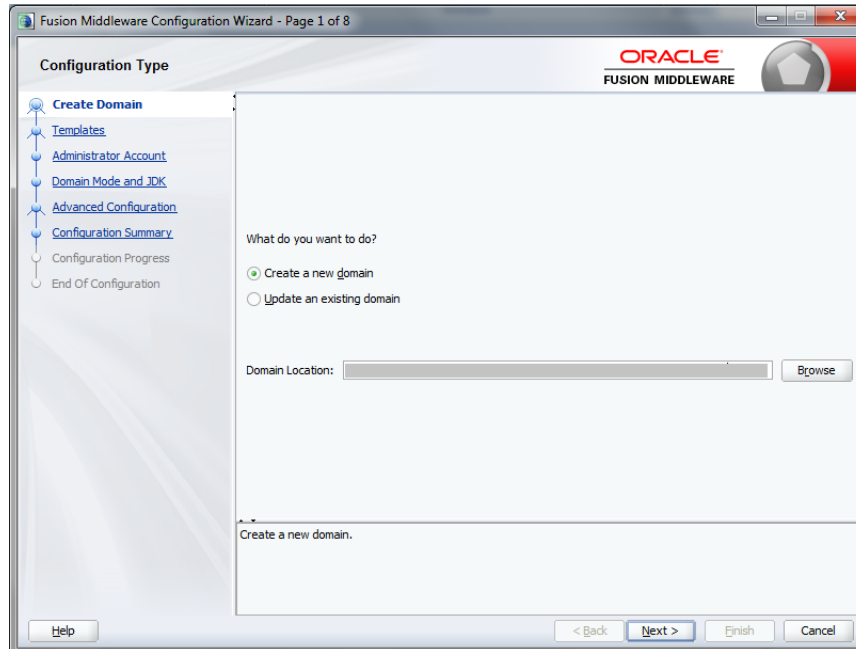 Fusion Middleware Configuration Wizard - Page 1 of 8
Configuration Type
ORACLE
FUSION MIDDLEWARE
Create Domain
Templates
Administrator Account
Domain Mode and JDK
Advanced Configuration
Configuration Summary
Configuration Progress
End Of Configuration
What do you want to do?
Create a new domain
Update an existing domain
Domain Location:
Browse
Create a new domain.
Help
< Back
Next >
Finish
Cancel